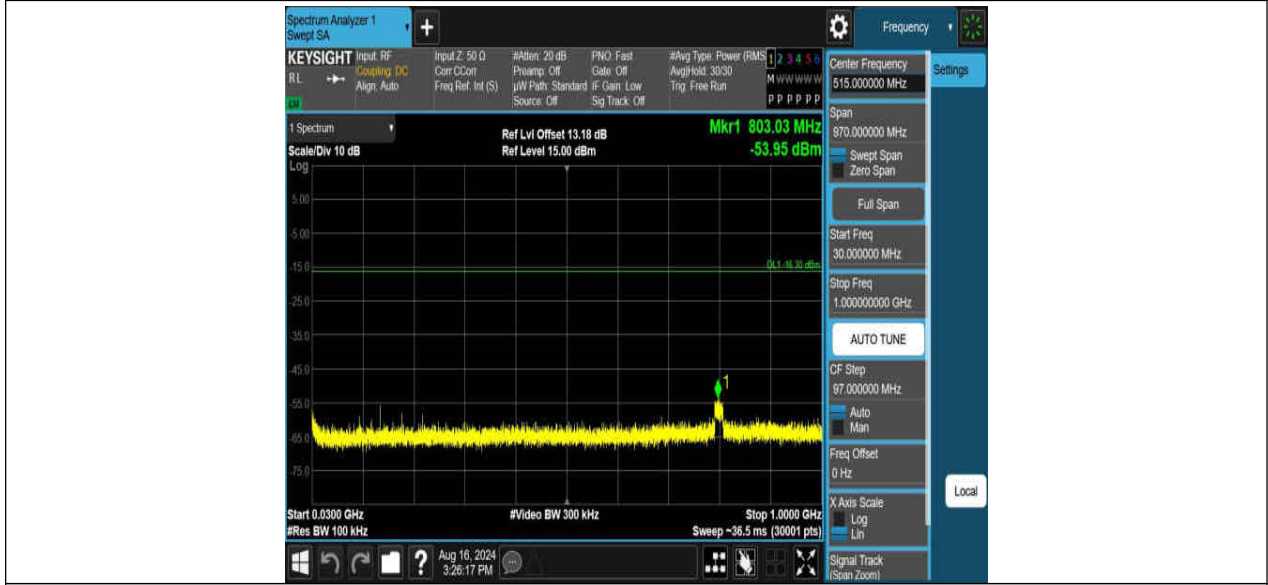 Spectrum Analyzer 1
Swept SA
+
Frequency
KEYSIGHT
RL
Input: RF
Coupling: DC
Align: Auto
Input Z: 50 Ω
Corr CCorr
Freq Ref: Int (S)
#Atten: 20 dB
Preamp: Off
µW Path: Standard
Source: Off
PNO: Fast
Gate: Off
IF Gain: Low
Sig Track: Off
#Avg Type: Power (RMS
Avg|Hold: 30/30
Trig: Free Run
1 2 3 4 5 6
M W W W W W
P P P P P P
1 Spectrum
Scale/Div 10 dB
Log
Ref Lvl Offset 13.18 dB
Ref Level 15.00 dBm
Mkr1 803.03 MHz
-53.95 dBm
5.00
-5.00
-15.0
DL1 -16.30 dBm
-25.0
-35.0
-45.0
1
-55.0
-65.0
-75.0
Start 0.0300 GHz
#Res BW 100 kHz
#Video BW 300 kHz
Stop 1.0000 GHz
Sweep ~36.5 ms (30001 pts)
?
Aug 16, 2024
3:26:17 PM
Center Frequency
515.000000 MHz
Span
970.000000 MHz
Swept Span
Zero Span
Full Span
Start Freq
30.000000 MHz
Stop Freq
1.000000000 GHz
AUTO TUNE
CF Step
97.000000 MHz
Auto
Man
Freq Offset
0 Hz
X Axis Scale
Log
Lin
Signal Track
(Span Zoom)
Settings
Local